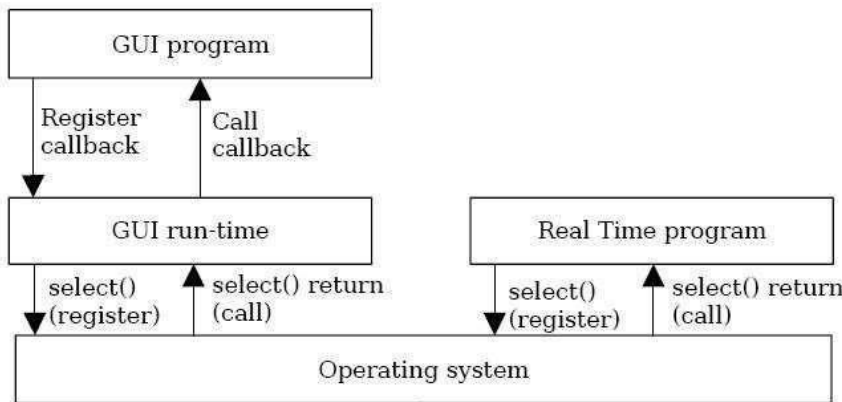 GUI program
Register
callback
Call
callback
GUI run-time
Real Time program
select()
(register)
select() return
(call)
select()
(register)
select() return
(call)
Operating system